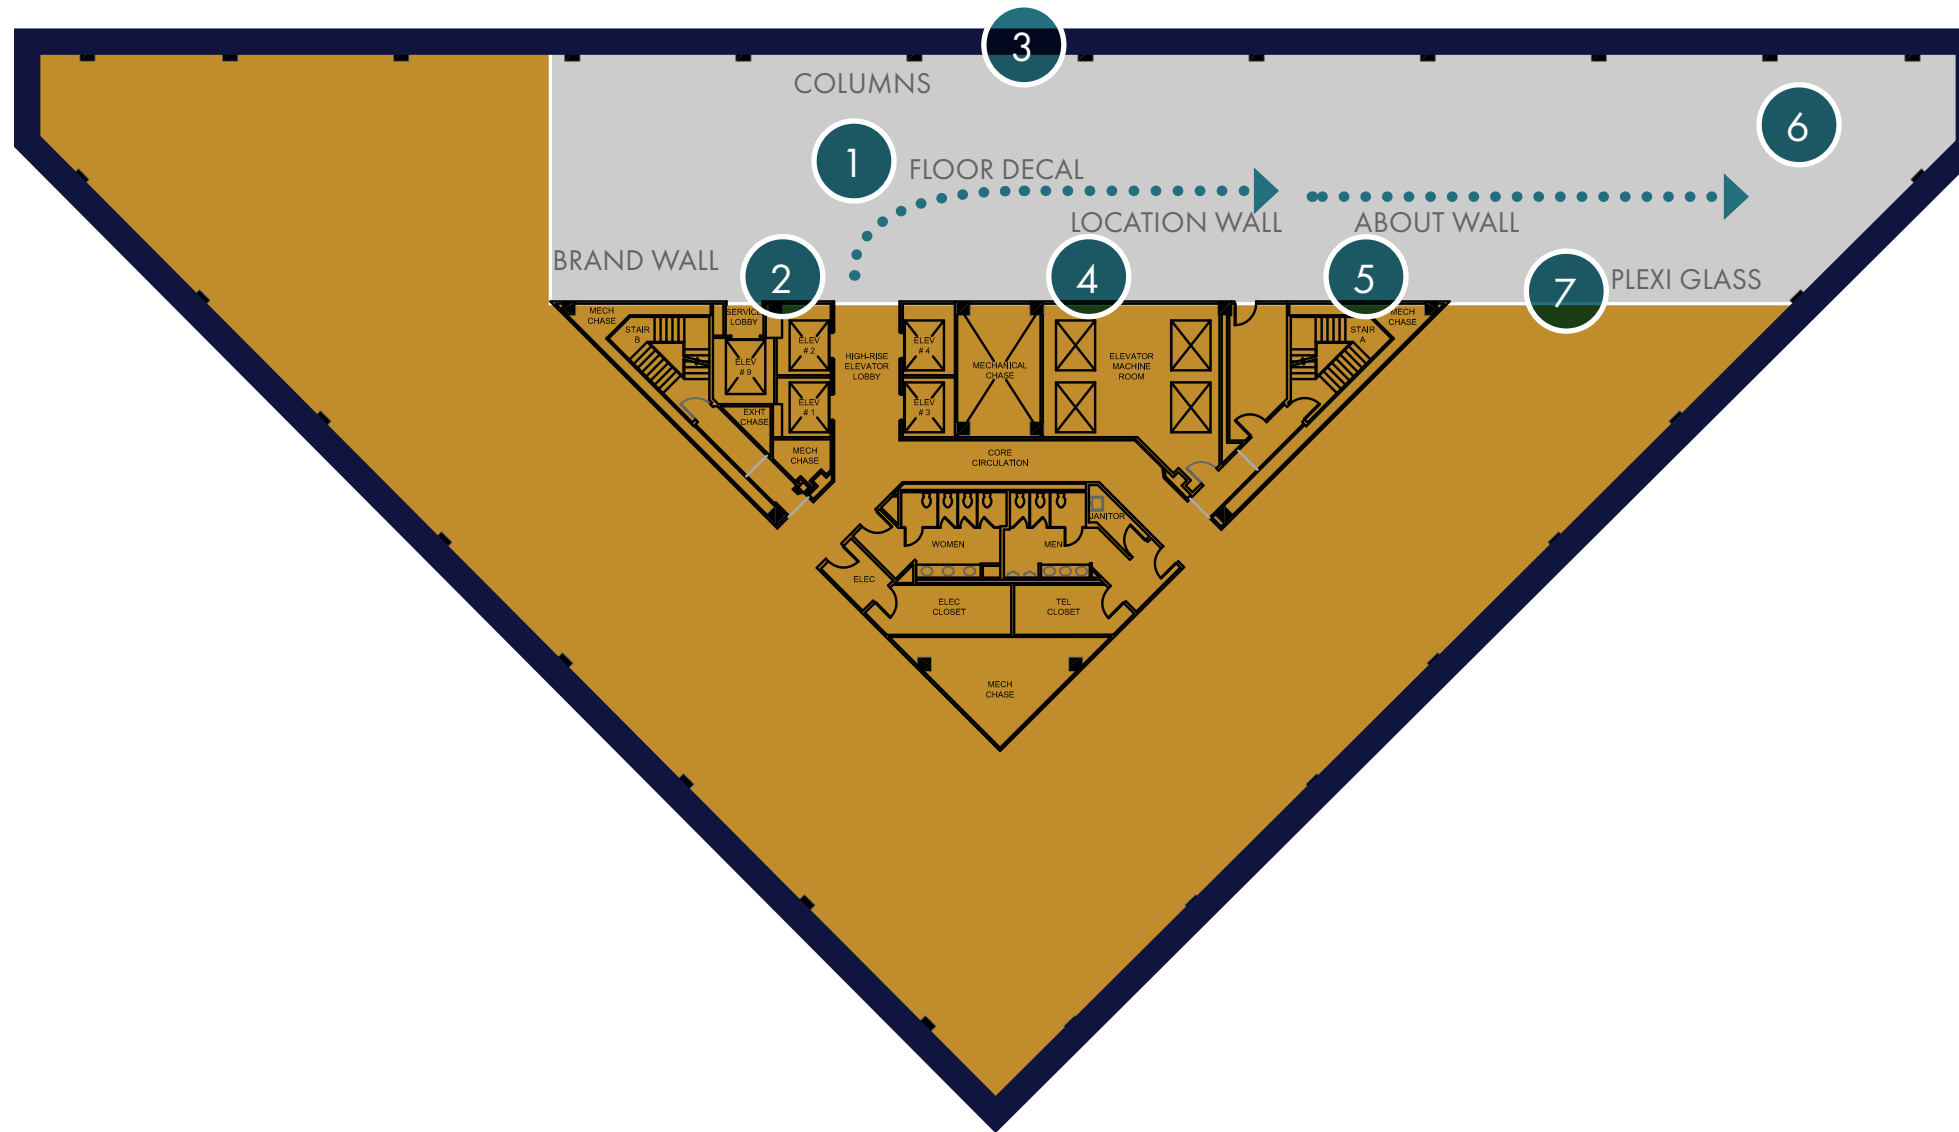 3
COLUMNS
6
1
FLOOR DECAL
LOCATION WALL
ABOUT WALL
BRAND WALL
2
4
5
7
PLEXI GLASS
MECH
CHASE
SERVICE
LOBBY
STAIR
B
ELEV
# 2
ELEV
# 9
ELEV
# 1
HIGH-RISE
ELEVATOR
LOBBY
ELEV
# 4
ELEV
# 3
MECHANICAL
CHASE
ELEVATOR
MACHINE
ROOM
STAIR
A
MECH
CHASE
EXHT
CHASE
MECH
CHASE
CORE
CIRCULATION
WOMEN
MEN
JANITOR
ELEC
ELEC
CLOSET
TEL
CLOSET
MECH
CHASE